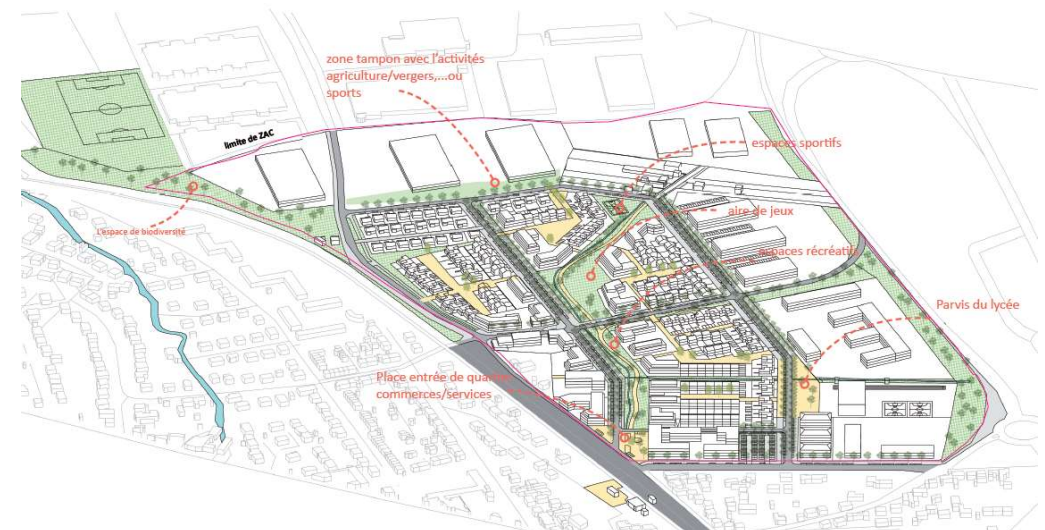 zone tampon avec l'activités
agriculture/vergers,...ou
sports
limite de ZAC
espaces sportifs
L'espace de biodiversité
aire de jeux
espaces récréatifs
Parvis du lycée
Place entrée de quartier
commerces/services